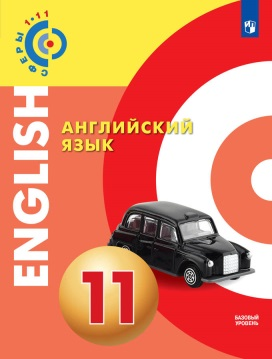 СФЕРЫ 1•11
ENGLISH
АНГЛИЙСКИЙ
ЯЗЫК
11
БАЗОВЫЙ
УРОВЕНЬ